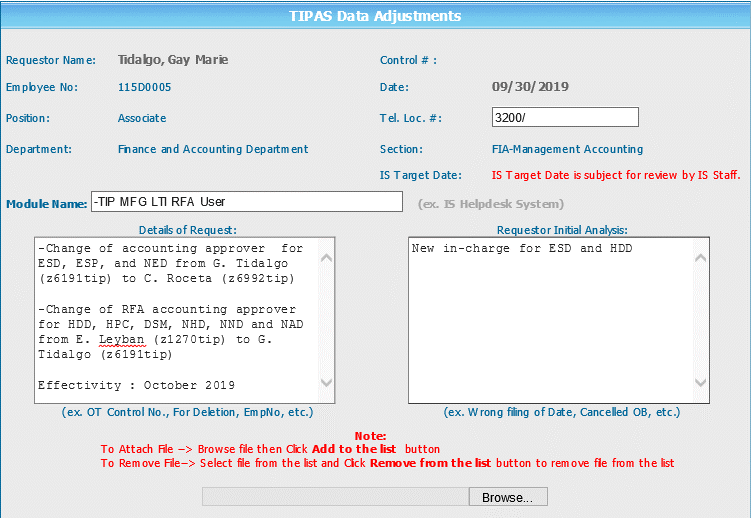 TIPAS Data Adjustments
Requestor Name: Tidalgo, Gay Marie Control # :
Employee No: 115D0005 Date: 09/30/2019
Position: Associate Tel. Loc. #: 3200/
Department: Finance and Accounting Department Section: FIA-Management Accounting
IS Target Date: IS Target Date is subject for review by IS Staff.
Module Name: -TIP MFG LTI RFA User (ex. IS Helpdesk System)
Details of Request:
-Change of accounting approver for
ESD, ESP, and NED from G. Tidalgo
(z6191tip) to C. Roceta (z6992tip)
-Change of RFA accounting approver
for HDD, HPC, DSM, NHD, NND and NAD
from E. Leyban (z1270tip) to G.
Tidalgo (z6191tip)
Effectivity : October 2019
(ex. OT Control No., For Deletion, EmpNo, etc.)
Requestor Initial Analysis:
New in-charge for ESD and HDD
(ex. Wrong filing of Date, Cancelled OB, etc.)
Note:
To Attach File --> Browse file then Click Add to the list button
To Remove File--> Select file from the list and Click Remove from the list button to remove file from the list
Browse...